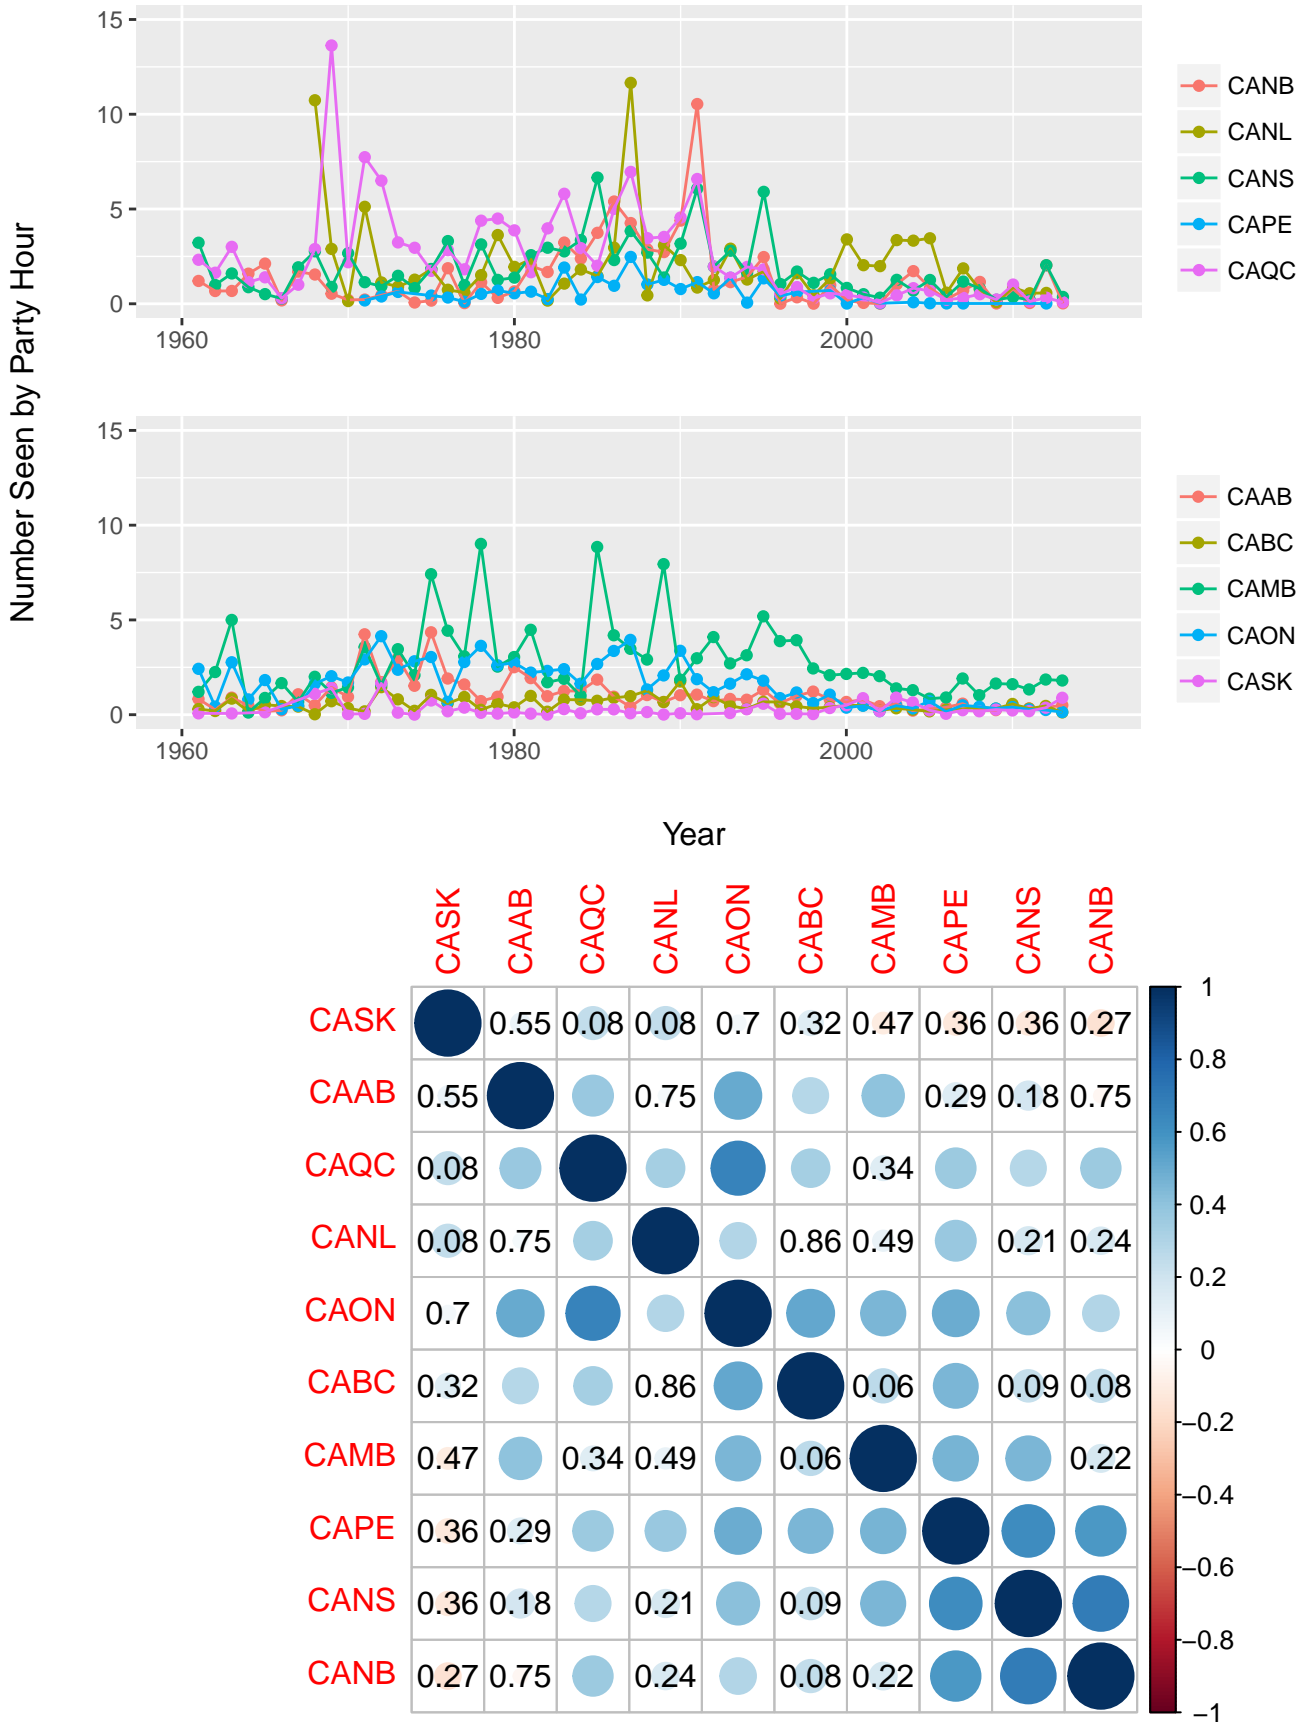 Number Seen by Party Hour
15
10
5
0
1960 1980 2000
CANB
CANL
CANS
CAPE
CAQC
15
10
5
0
1960 1980 2000
CAAB
CABC
CAMB
CAON
CASK
Year
CASK CAAB CAQC CANL CAON CABC CAMB CAPE CANS CANB
CASK 0.55 0.08 0.08 0.7 0.32 0.47 0.36 0.36 0.27
CAAB 0.55 0.75 0.29 0.18 0.75
CAQC 0.08 0.34
CANL 0.08 0.75 0.86 0.49 0.21 0.24
CAON 0.7
CABC 0.32 0.86 0.06 0.09 0.08
CAMB 0.47 0.34 0.49 0.06 0.22
CAPE 0.36 0.29
CANS 0.36 0.18 0.21 0.09
CANB 0.27 0.75 0.24 0.08 0.22
1
0.8
0.6
0.4
0.2
0
−0.2
−0.4
−0.6
−0.8
−1